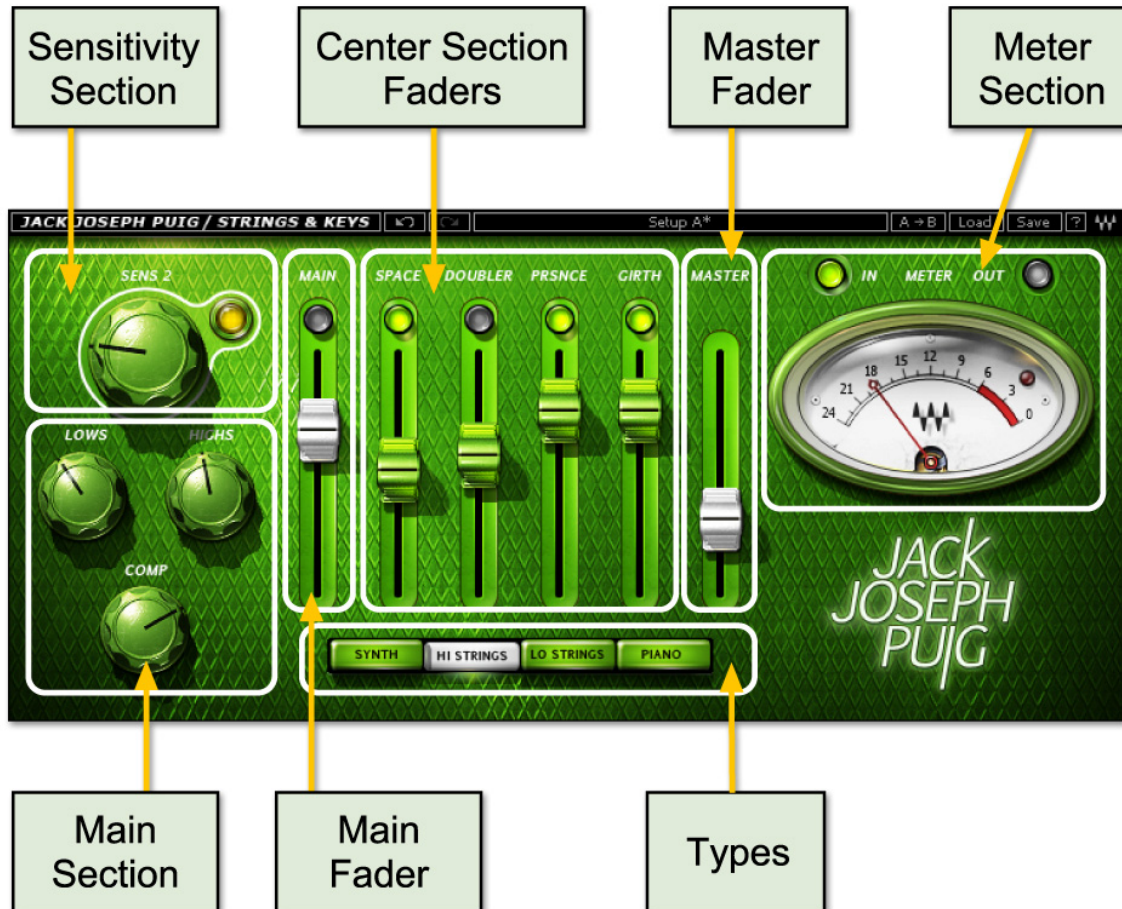 Sensitivity
Section
Center Section
Faders
Master
Fader
Meter
Section
JACK JOSEPH PUIG / STRINGS & KEYS
Setup A*
A→B
Load
Save
?
SENS 2
MAIN
SPACE
DOUBLER
PRSNCE
GIRTH
MASTER
IN
METER
OUT
24
21
18
15
12
9
6
3
0
LOWS
HIGHS
COMP
JACK
JOSEPH
PUIG
SYNTH
HI STRINGS
LO STRINGS
PIANO
Main
Section
Main
Fader
Types